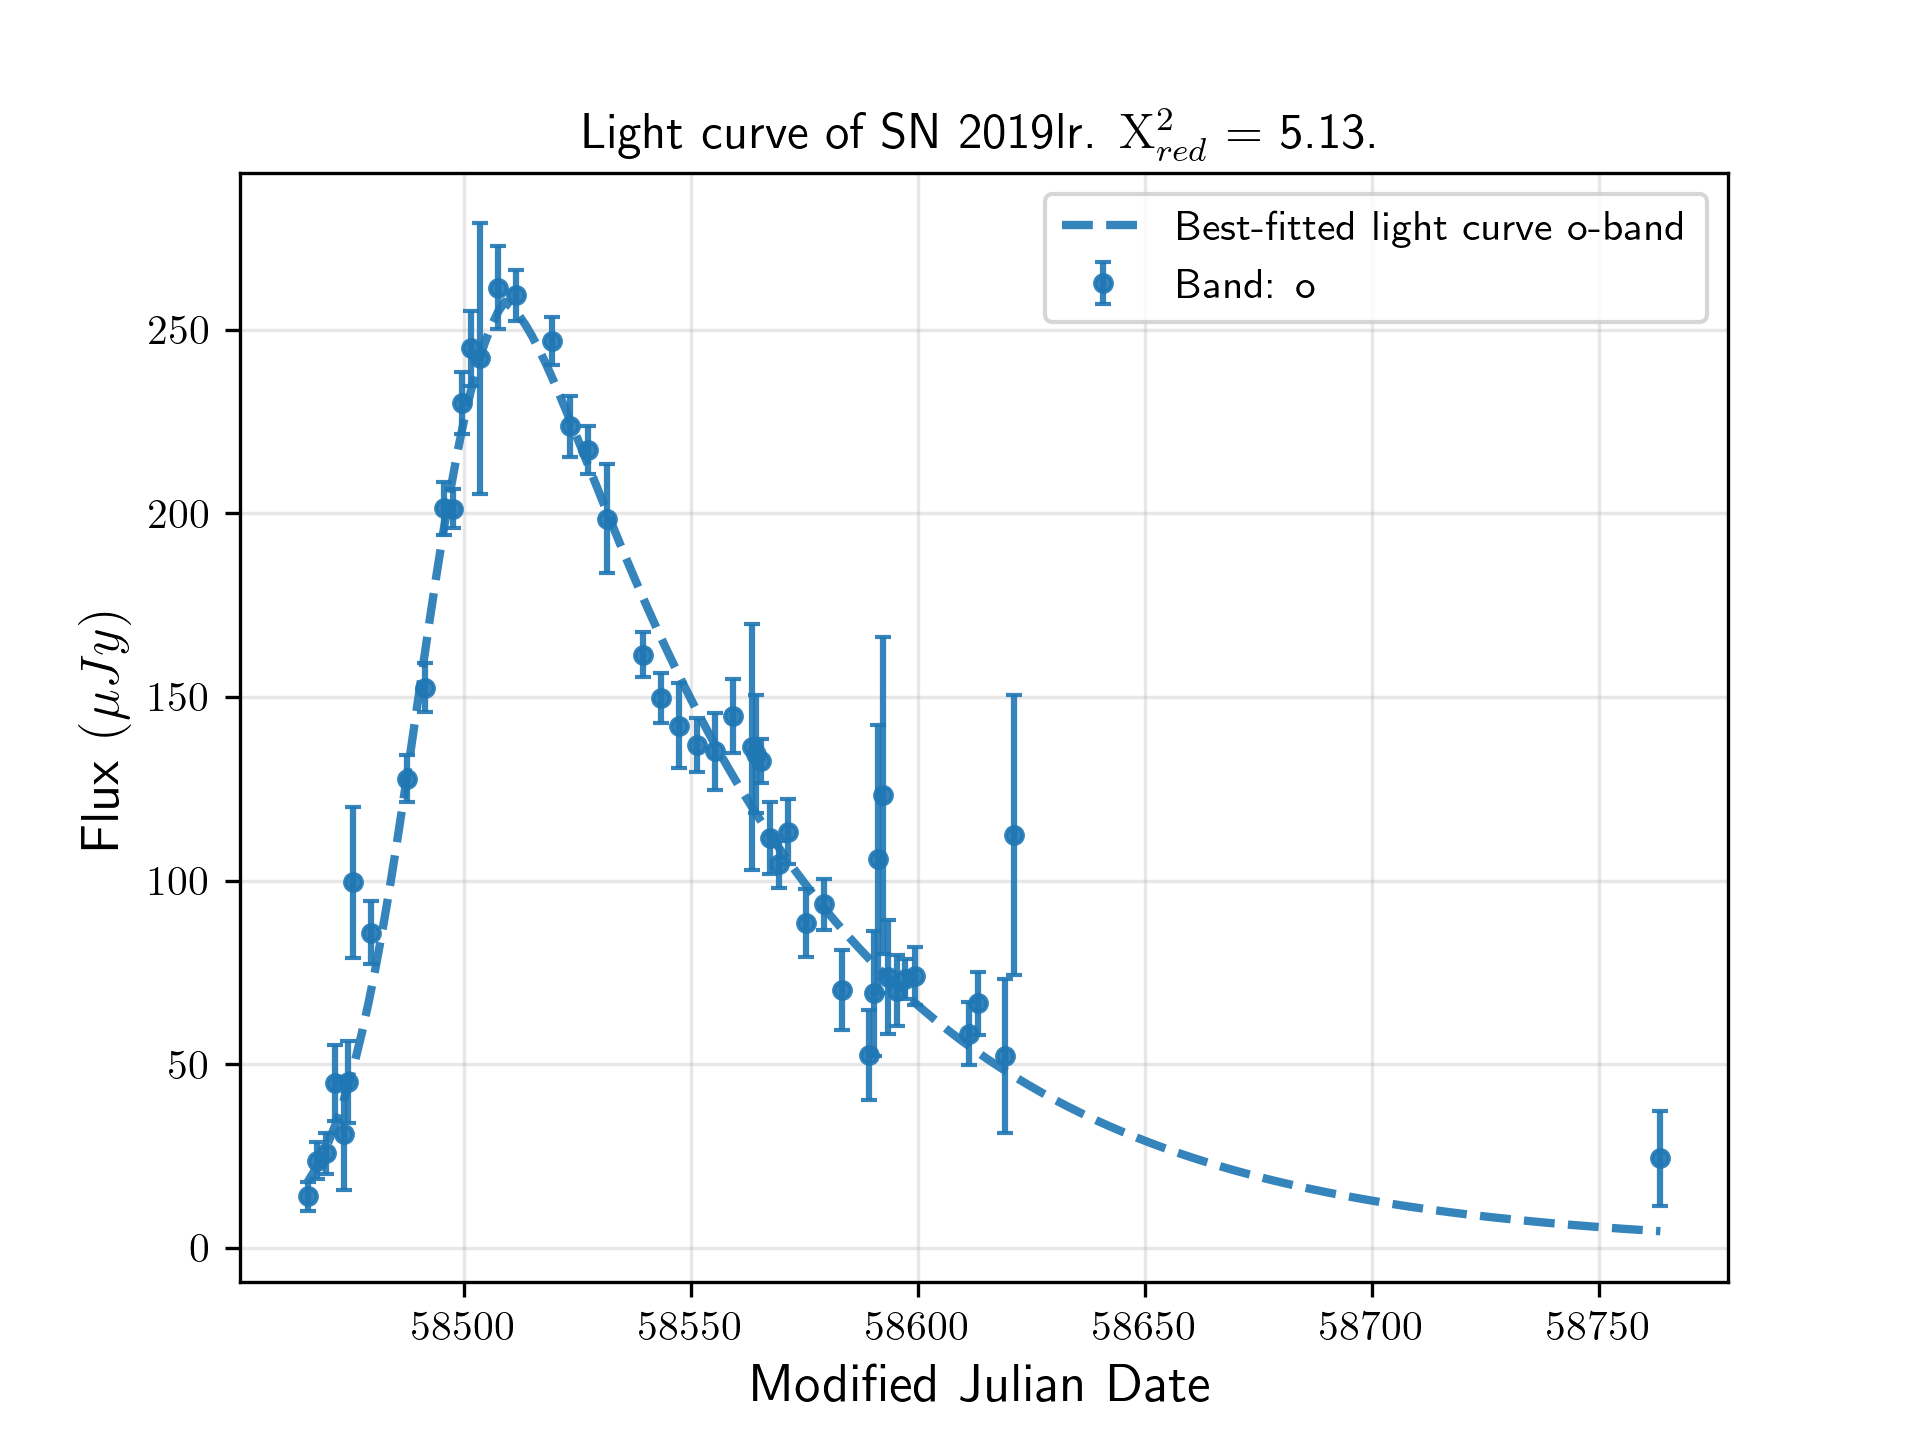 Light curve of SN 2019lr. X²red = 5.13.
Best-fitted light curve o-band
Band: o
Flux (μJy)
250
200
150
100
50
0
58500 58550 58600 58650 58700 58750
Modified Julian Date